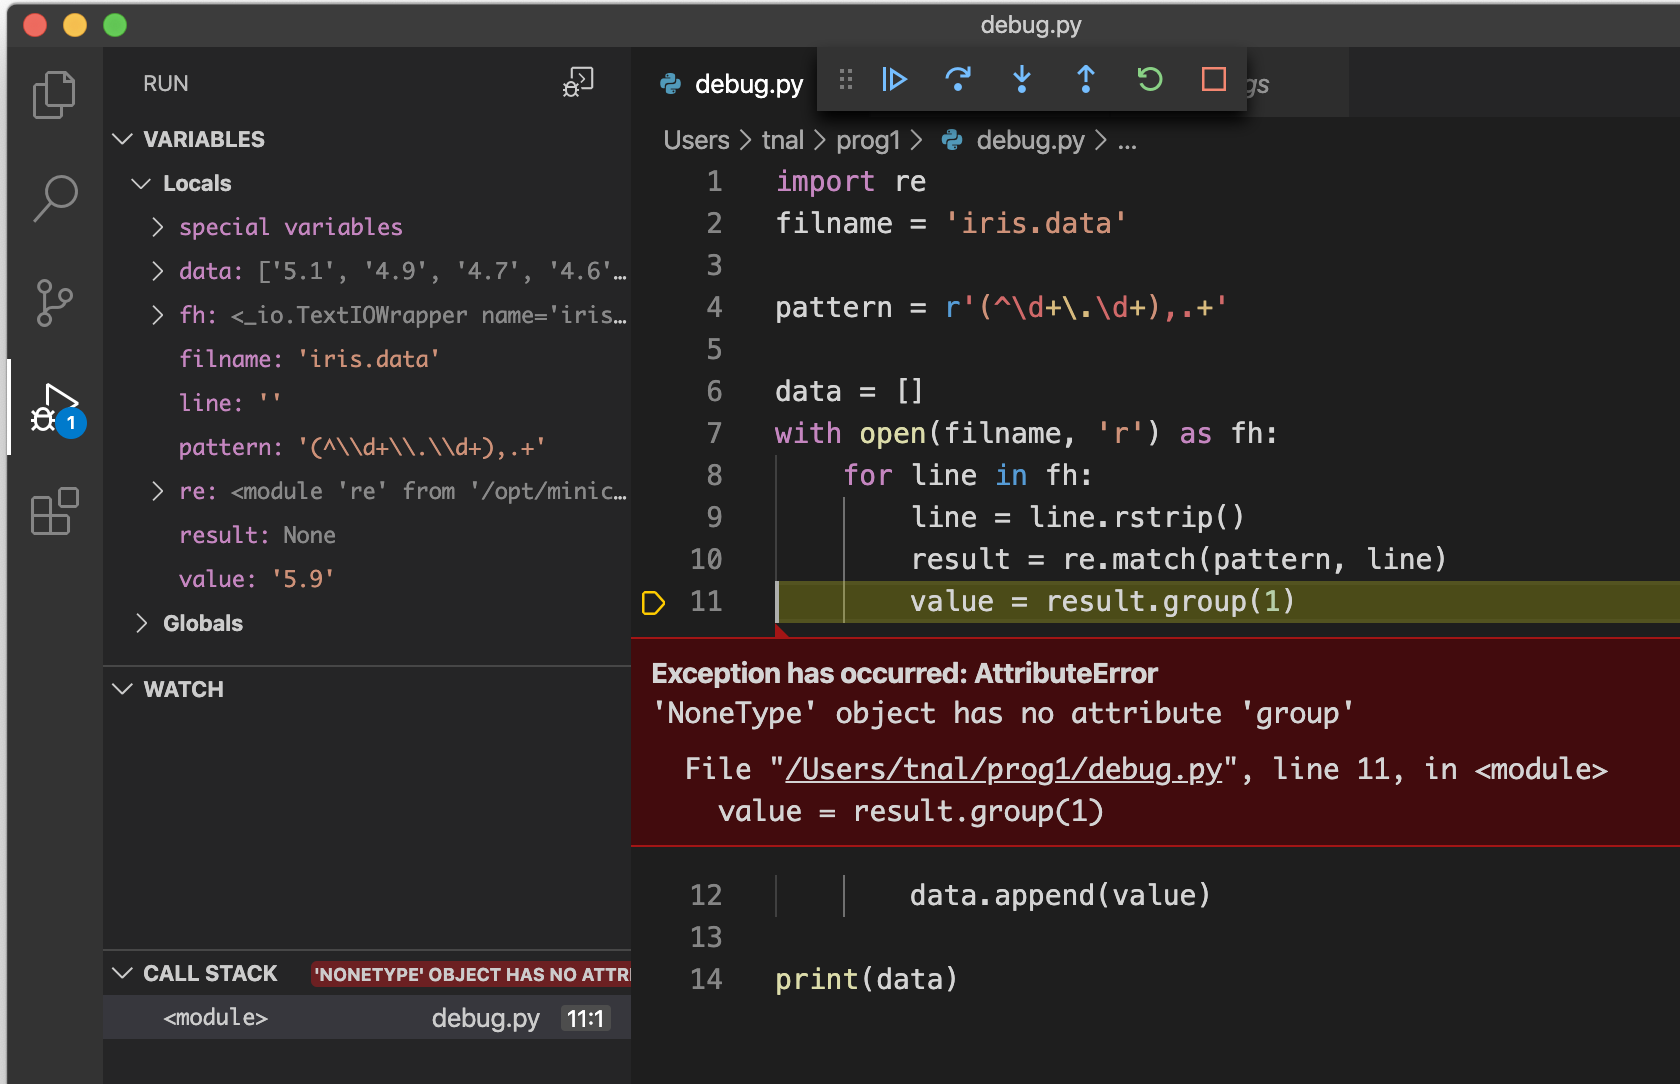 debug.py
RUN
VARIABLES
Locals
special variables
data: ['5.1', '4.9', '4.7', '4.6'…
fh: <_io.TextIOWrapper name='iris…
filname: 'iris.data'
line: ''
pattern: '(^\\d+\\.\\d+),.+'
re: <module 're' from '/opt/minic…
result: None
value: '5.9'
Globals
WATCH
CALL STACK 'NONETYPE' OBJECT HAS NO ATTRI
<module> debug.py 11:1
1
debug.py gs
Users > tnal > prog1 > debug.py > ...
1 import re
2 filname = 'iris.data'
3
4 pattern = r'(^\d+\.\d+),.+'
5
6 data = []
7 with open(filname, 'r') as fh:
8 for line in fh:
9 line = line.rstrip()
10 result = re.match(pattern, line)
11 value = result.group(1)
Exception has occurred: AttributeError
'NoneType' object has no attribute 'group'
File "/Users/tnal/prog1/debug.py", line 11, in <module>
value = result.group(1)
12 data.append(value)
13
14 print(data)